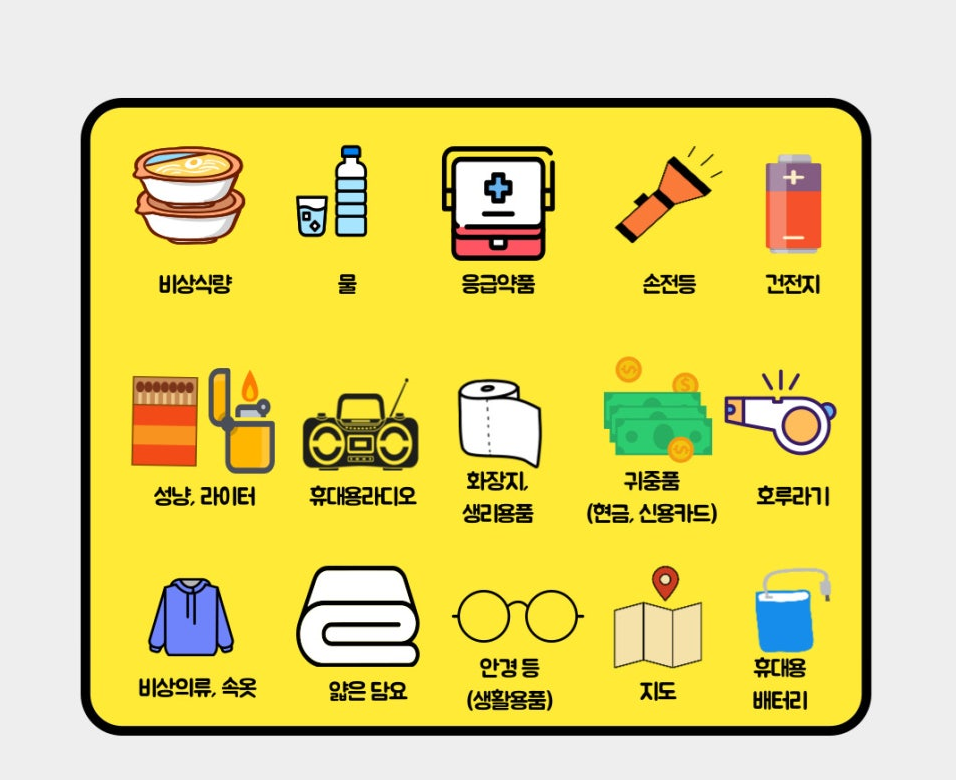 비상식량
물
응급약품
손전등
건전지
성냥, 라이터
휴대용라디오
화장지,
생리용품
귀중품
(현금, 신용카드)
호루라기
비상의류, 속옷
얇은 담요
안경 등
(생활용품)
지도
휴대용
배터리